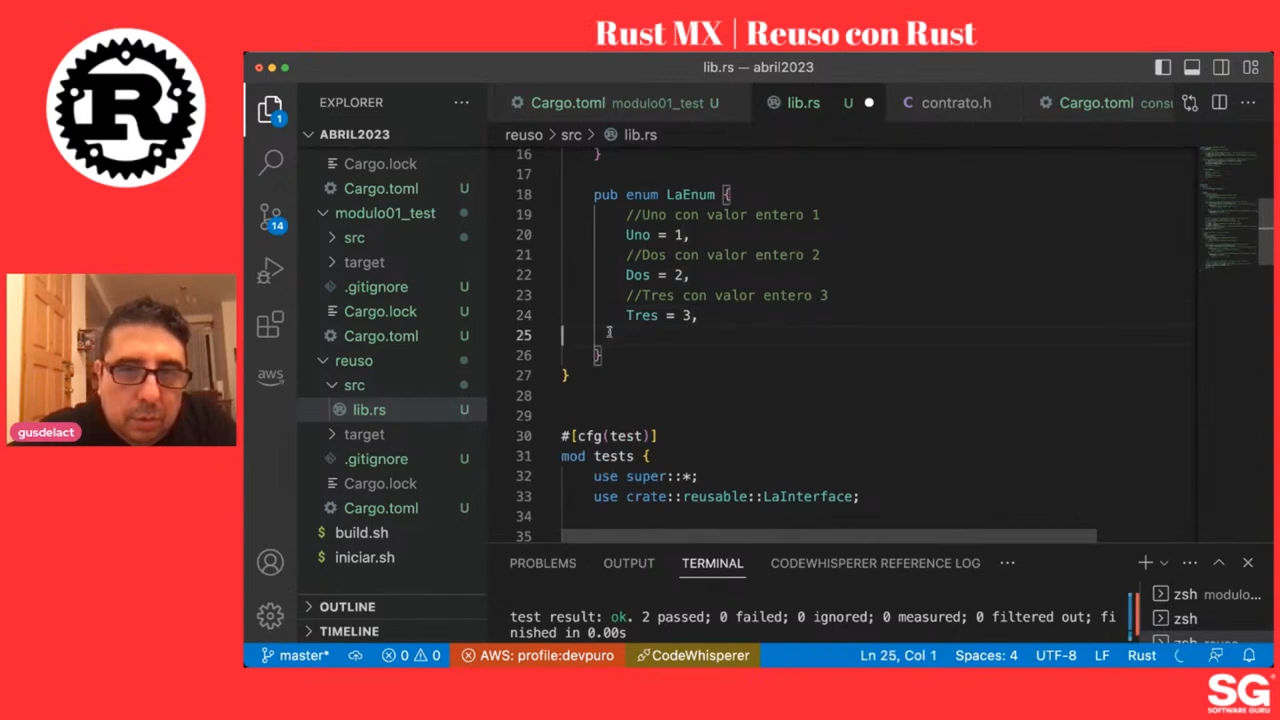 Rust MX | Reuso con Rust
lib.rs — abril2023
EXPLORER
Cargo.toml modulo01_test U
lib.rs U
contrato.h
Cargo.toml
ABRIL2023
reuso > src > lib.rs
Cargo.lock
Cargo.toml U
modulo01_test
src
target
.gitignore U
Cargo.lock U
Cargo.toml U
reuso
src
lib.rs U
target
.gitignore U
Cargo.lock
Cargo.toml U
build.sh
iniciar.sh
OUTLINE
TIMELINE
1
14
aws
R
gusdelact
16 }
17
18 pub enum LaEnum {
19 //Uno con valor entero 1
20 Uno = 1,
21 //Dos con valor entero 2
22 Dos = 2,
23 //Tres con valor entero 3
24 Tres = 3,
25
26 }
27 }
28
29
30 #[cfg(test)]
31 mod tests {
32 use super::*;
33 use crate::reusable::LaInterface;
34
35
PROBLEMS OUTPUT TERMINAL CODEWHISPERER REFERENCE LOG
test result: ok. 2 passed; 0 failed; 0 ignored; 0 measured; 0 filtered out; fi
nished in 0.00s
zsh modulo...
zsh
master* 0 0 AWS: profile:devpuro CodeWhisperer Ln 25, Col 1 Spaces: 4 UTF-8 LF Rust
SG
SOFTWARE GURU